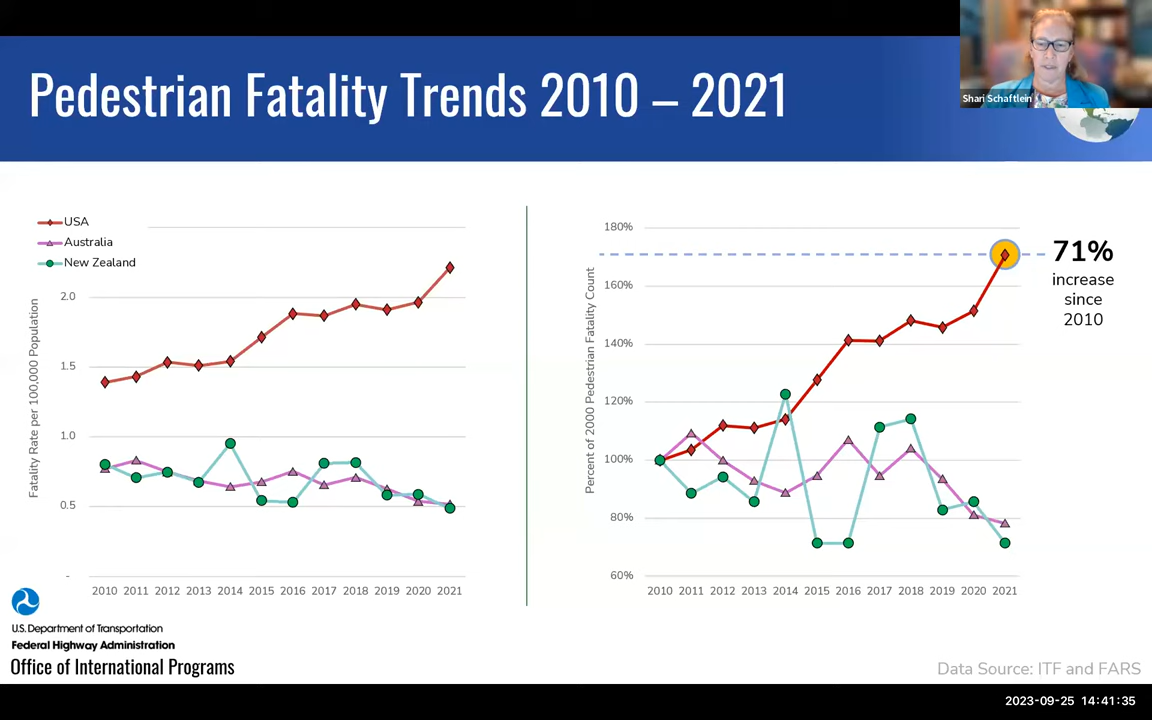 Pedestrian Fatality Trends 2010 – 2021
Shari Schaftlein
USA
Australia
New Zealand
Fatality Rate per 100,000 Population
2.0
1.5
1.0
0.5
-
2010 2011 2012 2013 2014 2015 2016 2017 2018 2019 2020 2021
Percent of 2000 Pedestrian Fatality Count
180%
160%
140%
120%
100%
80%
60%
2010 2011 2012 2013 2014 2015 2016 2017 2018 2019 2020 2021
71%
increase
since
2010
U.S. Department of Transportation
Federal Highway Administration
Office of International Programs
Data Source: ITF and FARS
2023-09-25 14:41:35